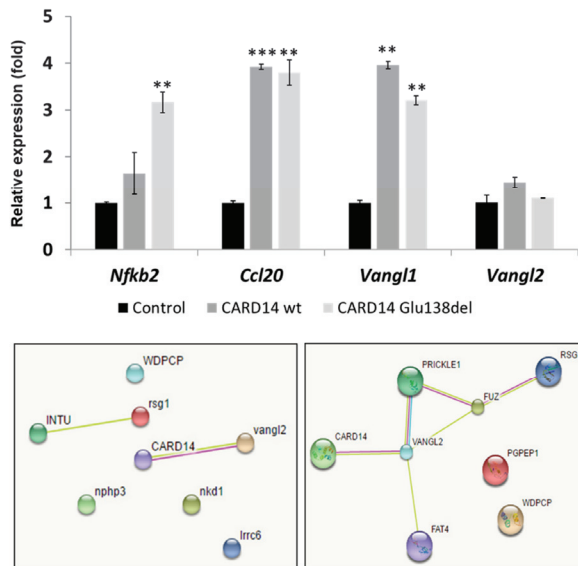 Relative expression (fold)
5
4
3
2
1
0
**
***
***
**
**
Nfkb2 Ccl20 Vangl1 Vangl2
Control CARD14 wt CARD14 Glu138del
WDPCP
rsg1
INTU
CARD14
vangl2
nphp3
nkd1
lrrc6
PRICKLE1
RSG
FUZ
CARD14
VANGL2
PGPEP1
WDPCP
FAT4